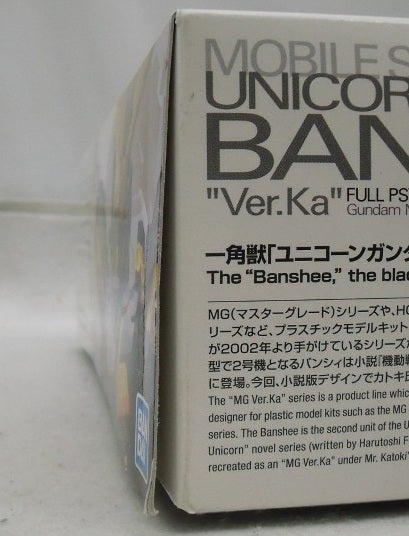 MOBILE S
UNICOR
BAN
"Ver.Ka" FULL PS
Gundam M
一角獣「ユニコーンガンダ
The “Banshee,” the blac
MG(マスターグレード)シリーズや、HG
リーズなど、プラスチックモデルキット
が2002年より手がけているシリーズが
型で2号機となるバンシィは小説「機動戦
に登場。今回、小説版デザインでカトキ氏
The “MG Ver.Ka” series is a product line whic
designer for plastic model kits such as the MG
series. The Banshee is the second unit of the U
Unicorn” novel series (written by Harutoshi F
recreated as an “MG Ver.Ka” under Mr. Katoki'
BANDAI